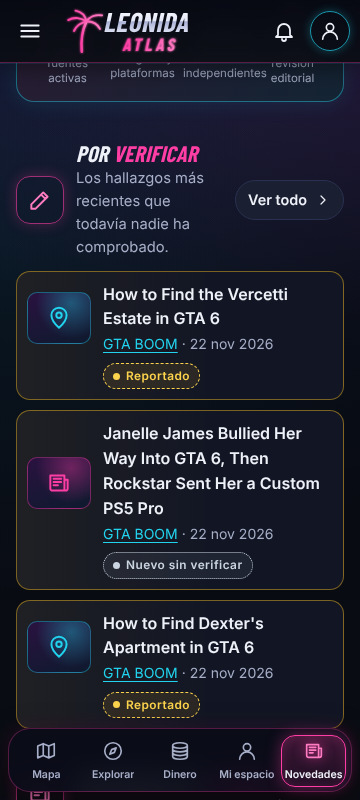 LEONIDA
ATLAS
fuentes
activas
plataformas
independientes
revisión
editorial
POR VERIFICAR
Los hallazgos más
recientes que
todavía nadie ha
comprobado.
Ver todo
How to Find the Vercetti
Estate in GTA 6
GTA BOOM · 22 nov 2026
Reportado
Janelle James Bullied Her
Way Into GTA 6, Then
Rockstar Sent Her a Custom
PS5 Pro
GTA BOOM · 22 nov 2026
Nuevo sin verificar
How to Find Dexter's
Apartment in GTA 6
GTA BOOM · 22 nov 2026
Reportado
Mapa
Explorar
Dinero
Mi espacio
Novedades